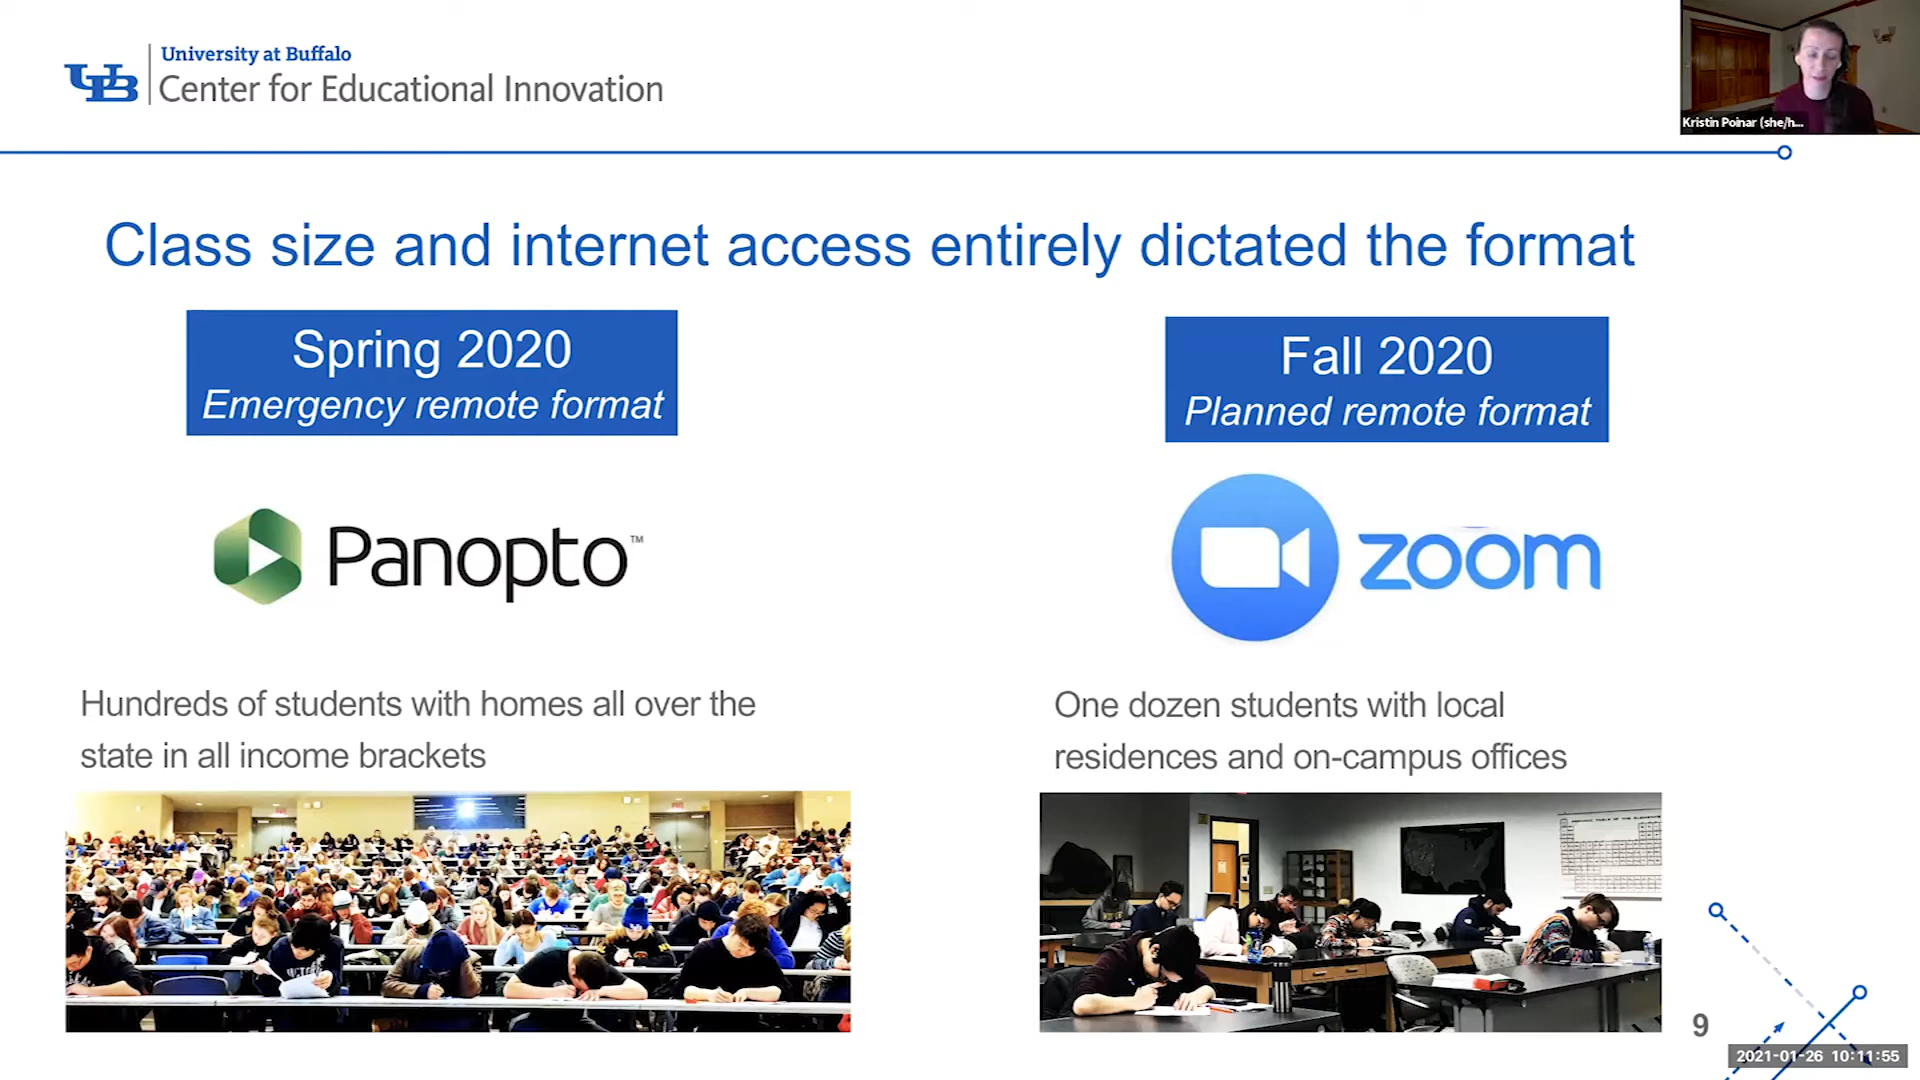 University at Buffalo
UB
Center for Educational Innovation
Kristin Poinar (she/h...
Class size and internet access entirely dictated the format
Spring 2020
Emergency remote format
Fall 2020
Planned remote format
Panopto™
zoom
Hundreds of students with homes all over the
state in all income brackets
One dozen students with local
residences and on-campus offices
9
2021-01-26 10:11:55